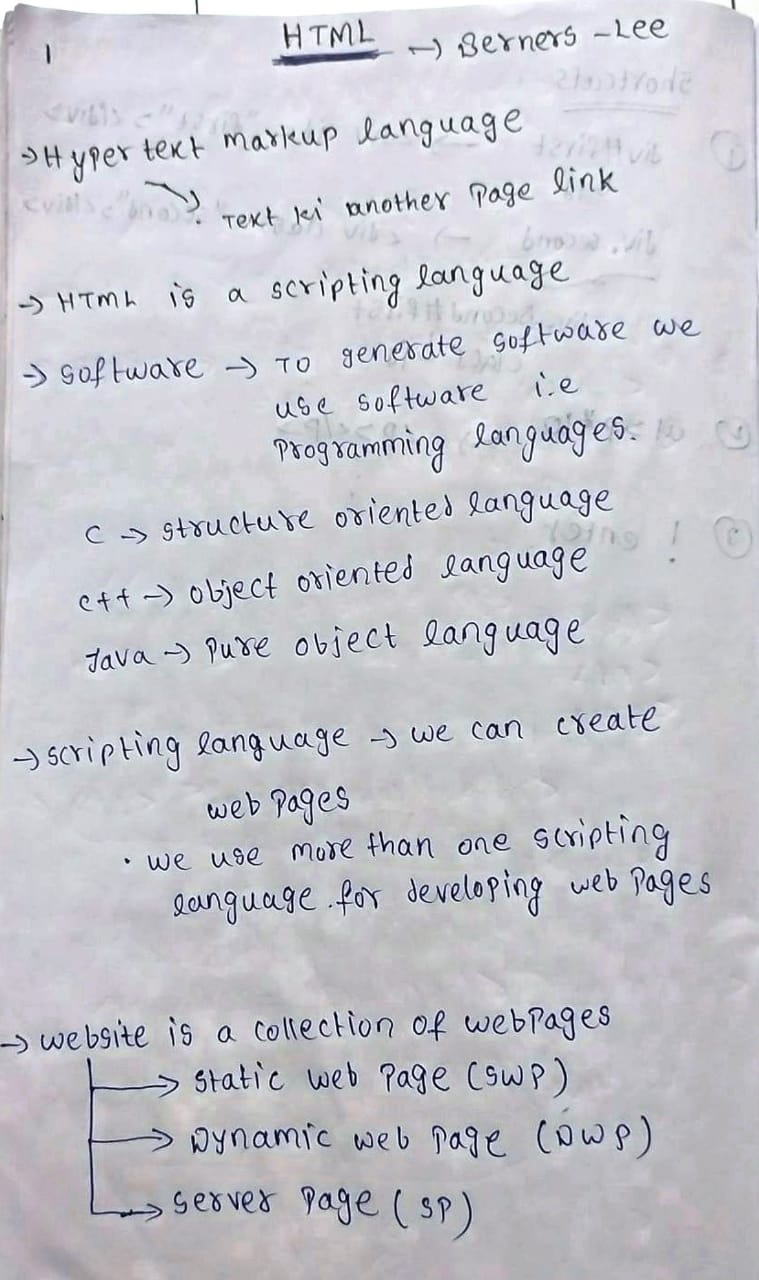 1
HTML → Berners-Lee
→ Hyper text markup language
→ Text ki another page link
→ HTML is a scripting language
→ software → To generate software we
use software i.e
programming languages.
C → structure oriented language
C++ → object oriented language
Java → pure object language
→ scripting language → we can create
web pages
• we use more than one scripting
language for developing web pages
→ website is a collection of webpages
→ static web page (SWP)
→ Dynamic web page (DWP)
→ server page (SP)